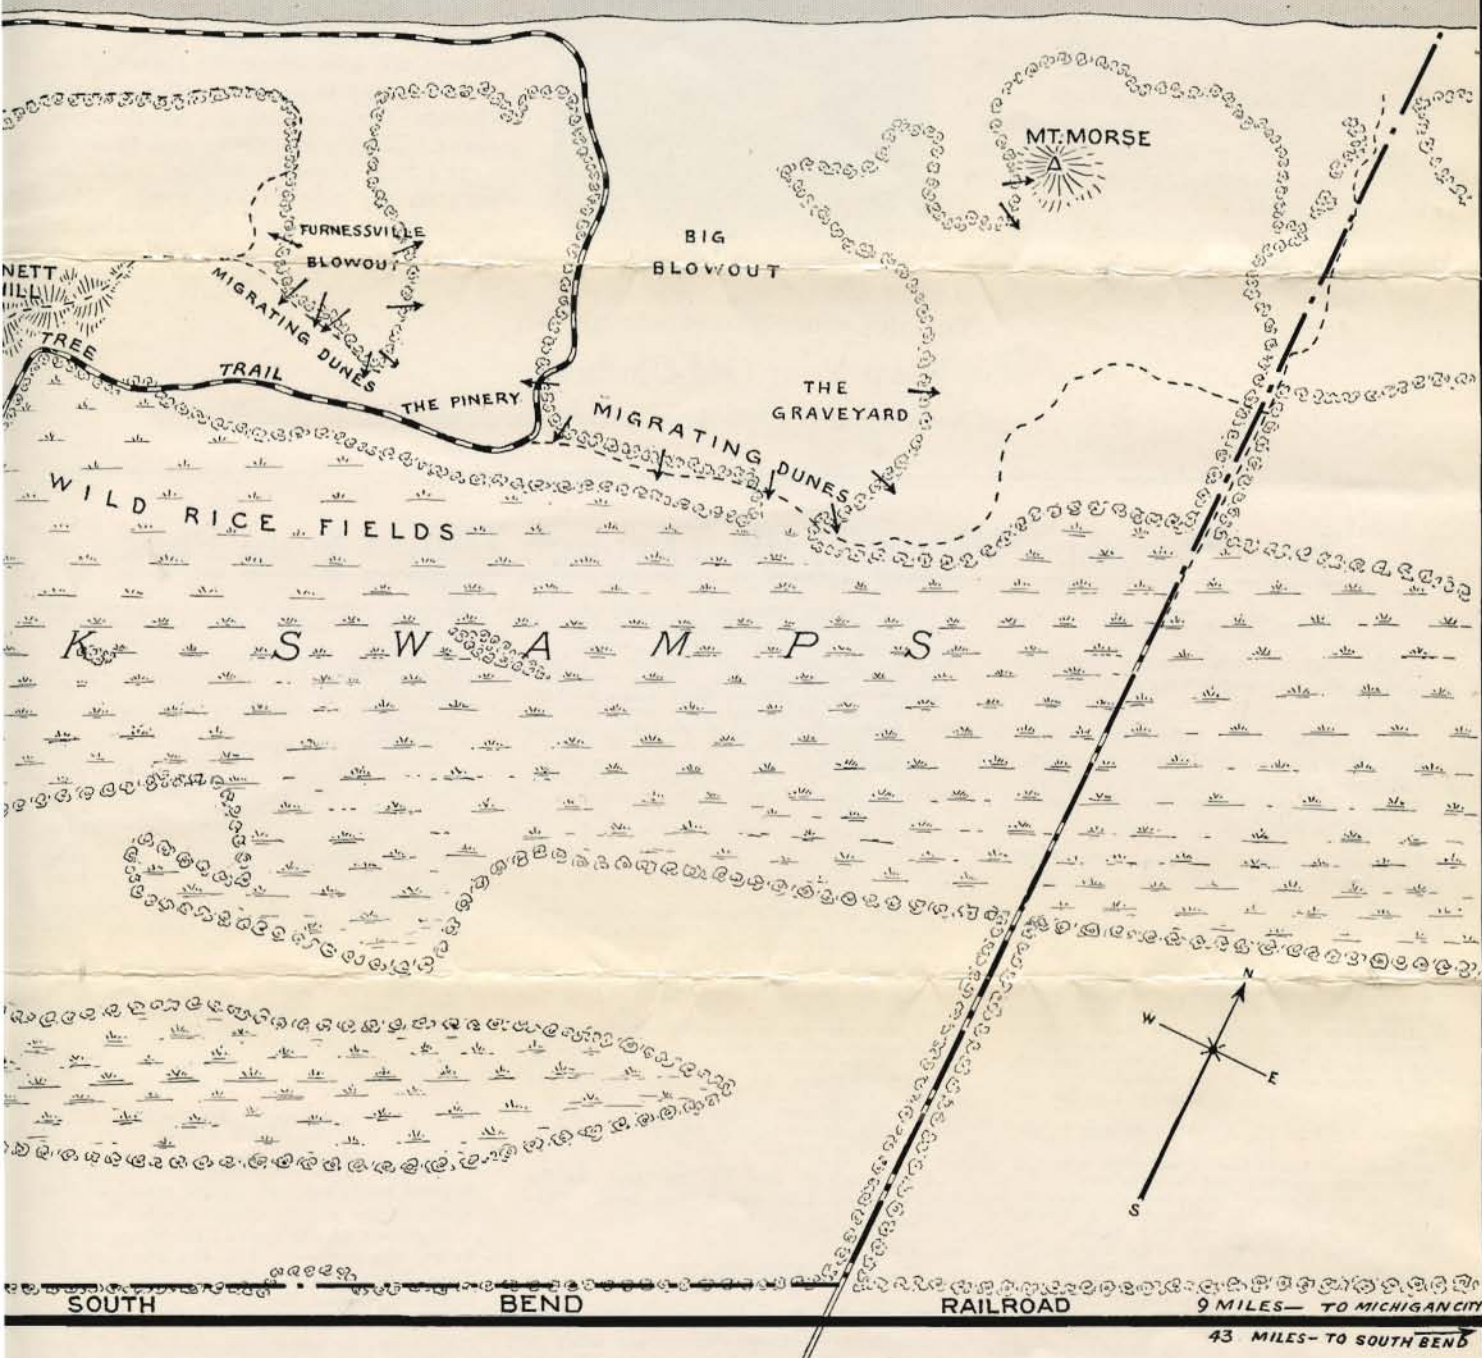 MT. MORSE
FURNESSVILLE
BLOWOUT
BIG
BLOWOUT
NETT
MIGRATING DUNES
TREE
TRAIL
THE PINERY
MIGRATING DUNES
THE
GRAVEYARD
WILD RICE FIELDS
K SWAMPS
N
W
E
S
SOUTH BEND RAILROAD
9 MILES— TO MICHIGAN CITY
43 MILES- TO SOUTH BEND